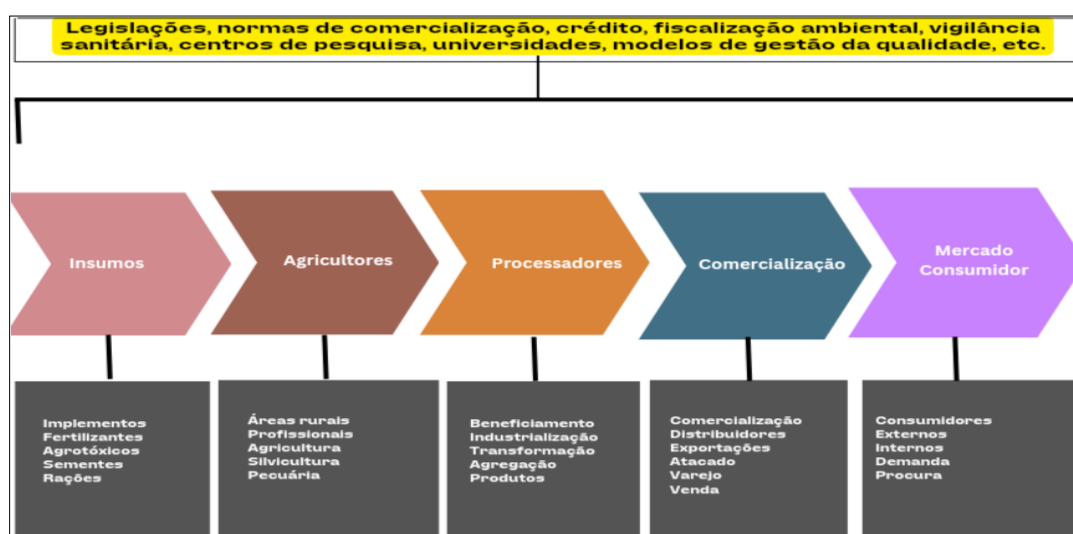 Legislações, normas de comercialização, crédito, fiscalização ambiental, vigilância
sanitária, centros de pesquisa, universidades, modelos de gestão da qualidade, etc.
Insumos
Agricultores
Processadores
Comercialização
Mercado
Consumidor
Implementos
Fertilizantes
Agrotóxicos
Sementes
Rações
Áreas rurais
Profissionais
Agricultura
Silvicultura
Pecuária
Beneficiamento
Industrialização
Transformação
Agregação
Produtos
Comercialização
Distribuidores
Exportações
Atacado
Varejo
Venda
Consumidores
Externos
Internos
Demanda
Procura